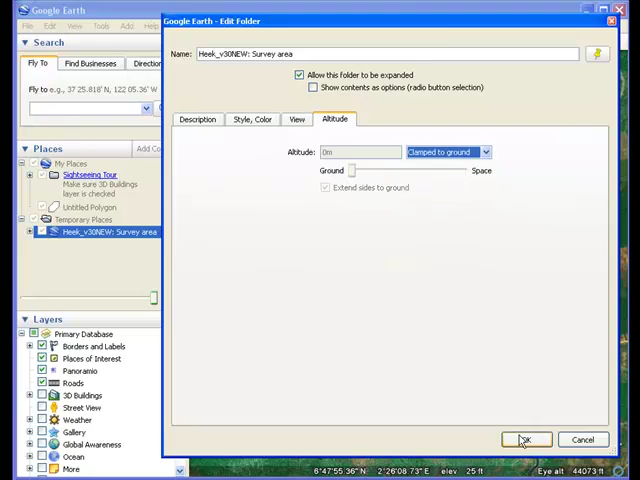 Google Earth
Google Earth - Edit Folder
File Edit View Tools Add
Search
Fly To Find Businesses Direction
Fly to e.g., 37 25.818' N, 122 05.36' W
Places Add Co
My Places
Sightseeing Tour
Make sure 3D Buildings
layer is checked
Untitled Polygon
Temporary Places
Heek_v30NEW: Survey area
Layers
Primary Database
Borders and Labels
Places of Interest
Panoramio
Roads
3D Buildings
Street View
Weather
Gallery
Global Awareness
Ocean
More
Name: Heek_v30NEW: Survey area
Allow this folder to be expanded
Show contents as options (radio button selection)
Description Style, Color View Altitude
Altitude: 0m Clamped to ground
Ground Space
Extend sides to ground
OK Cancel
6°47'55.36"N 2°26'08.73"E elev 25 ft Eye alt 44073 ft